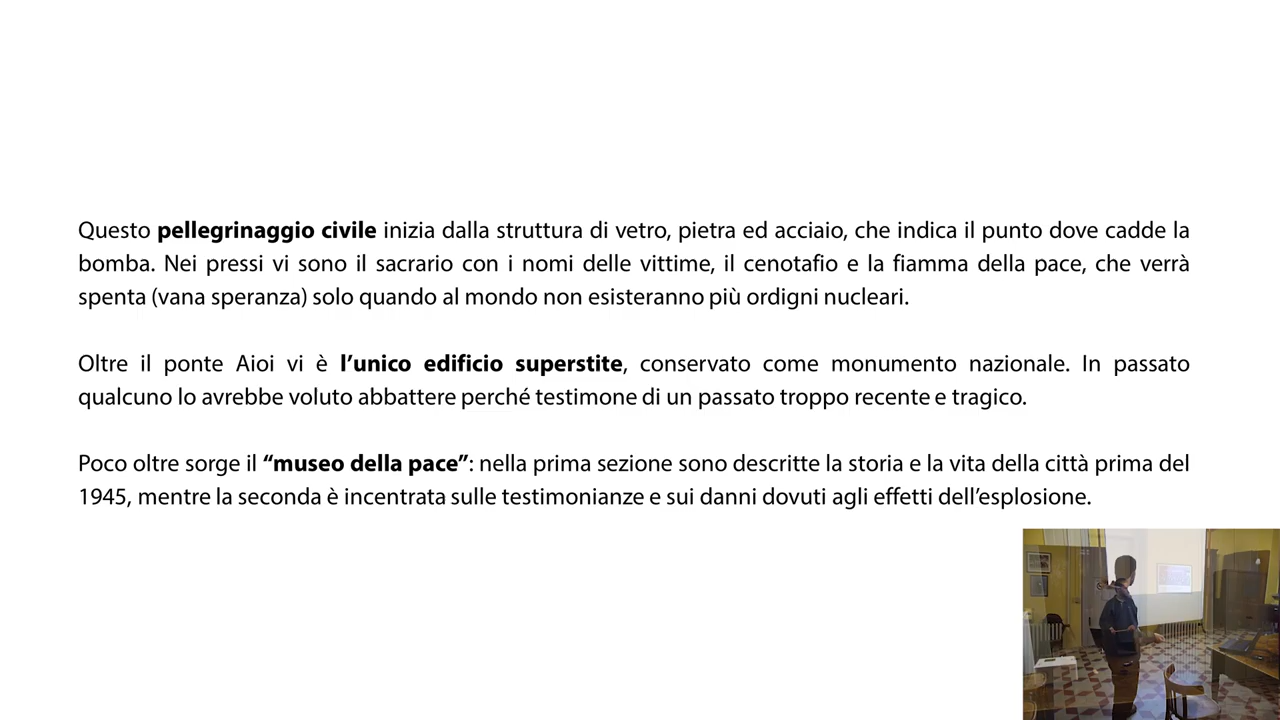 Questo pellegrinaggio civile inizia dalla struttura di vetro, pietra ed acciaio, che indica il punto dove cadde la
bomba. Nei pressi vi sono il sacrario con i nomi delle vittime, il cenotafio e la fiamma della pace, che verrà
spenta (vana speranza) solo quando al mondo non esisteranno più ordigni nucleari.
Oltre il ponte Aioi vi è l’unico edificio superstite, conservato come monumento nazionale. In passato
qualcuno lo avrebbe voluto abbattere perché testimone di un passato troppo recente e tragico.
Poco oltre sorge il “museo della pace”: nella prima sezione sono descritte la storia e la vita della città prima del
1945, mentre la seconda è incentrata sulle testimonianze e sui danni dovuti agli effetti dell’esplosione.